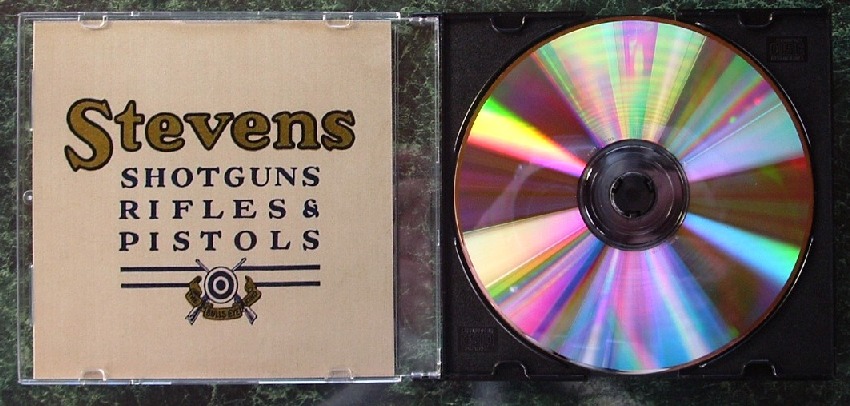 Stevens
SHOTGUNS
RIFLES &
PISTOLS